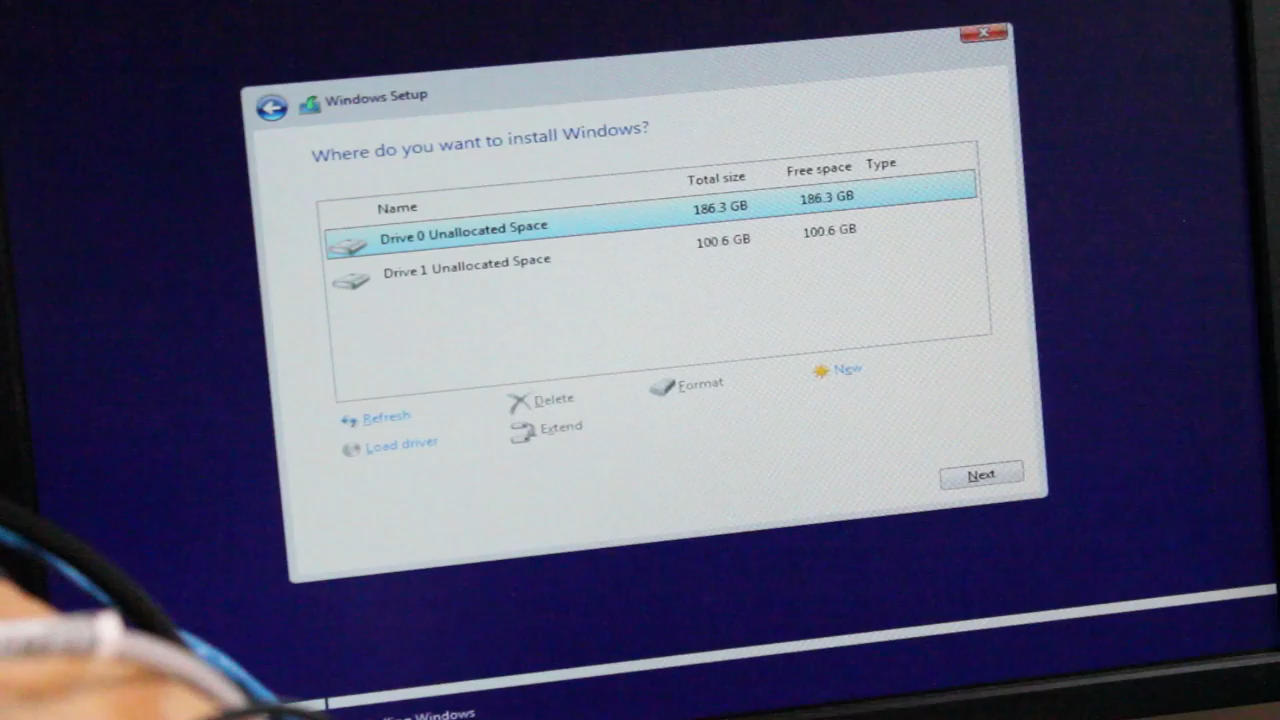 Windows Setup
Where do you want to install Windows?
Name Total size Free space Type
Drive 0 Unallocated Space 186.3 GB 186.3 GB
Drive 1 Unallocated Space 100.6 GB 100.6 GB
Refresh Delete Format New
Load driver Extend
Next
Windows